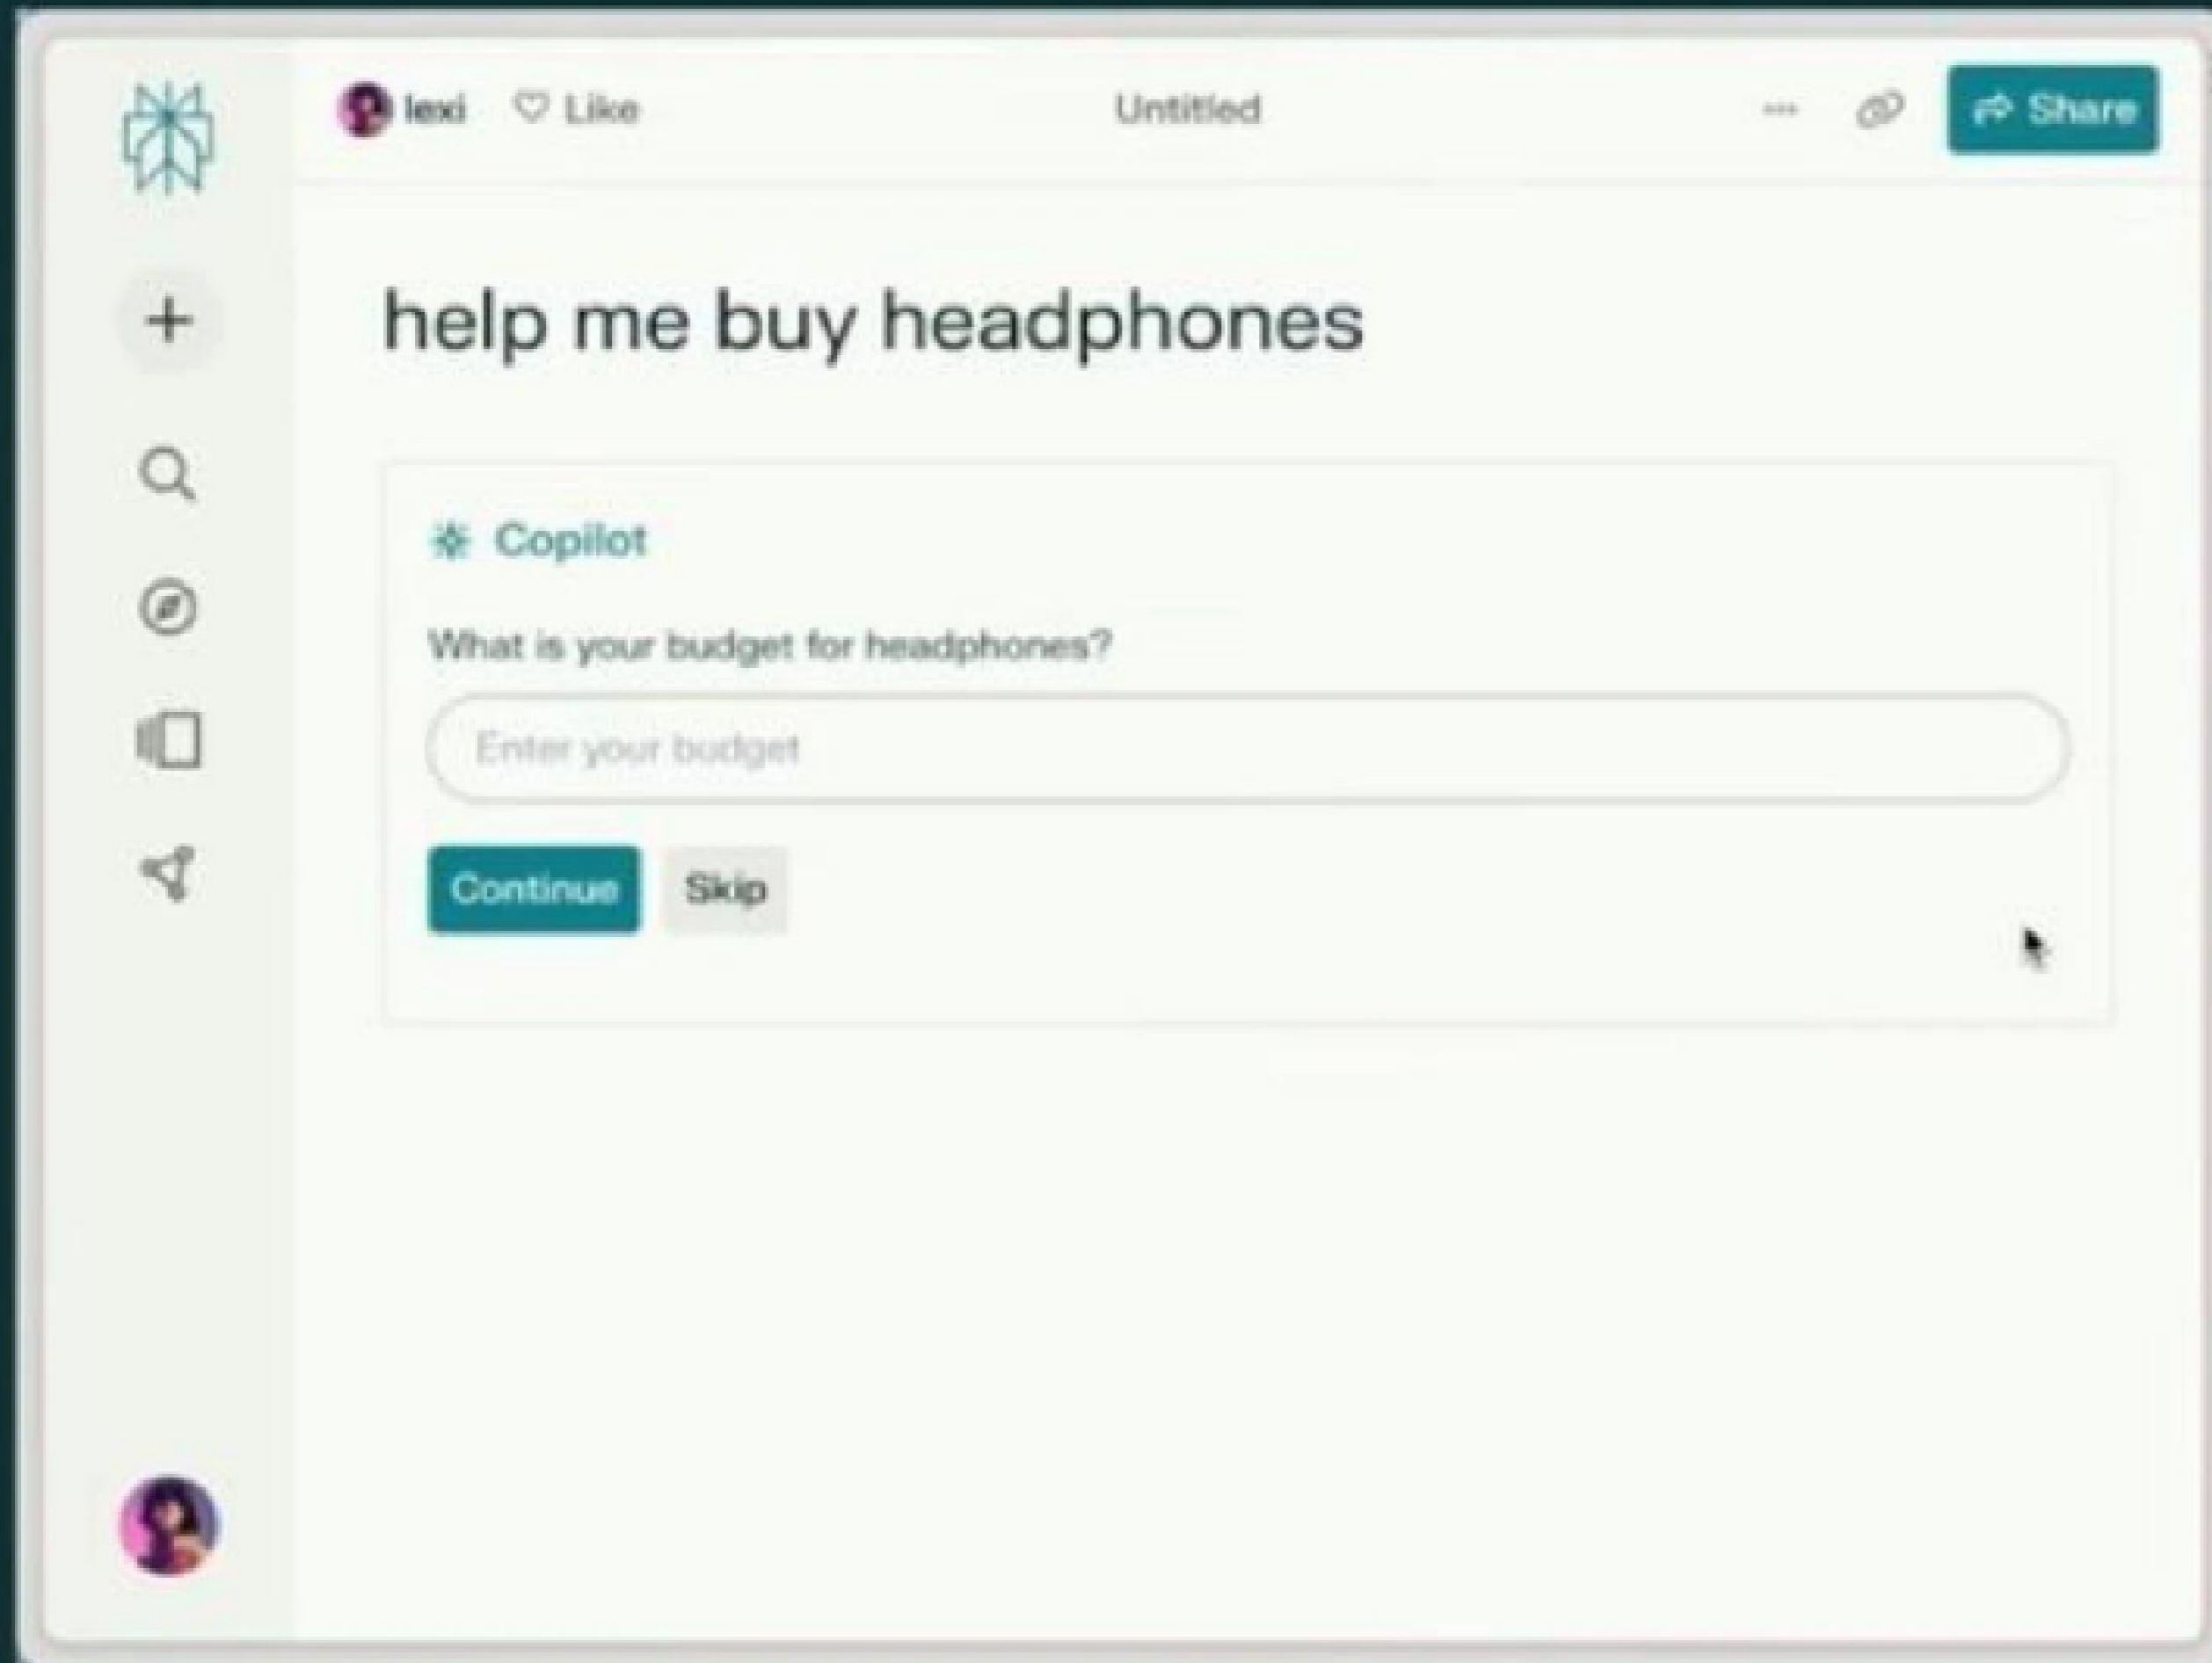 lexi Like Untitled ... Share
help me buy headphones
Copilot
What is your budget for headphones?
Enter your budget
Continue Skip